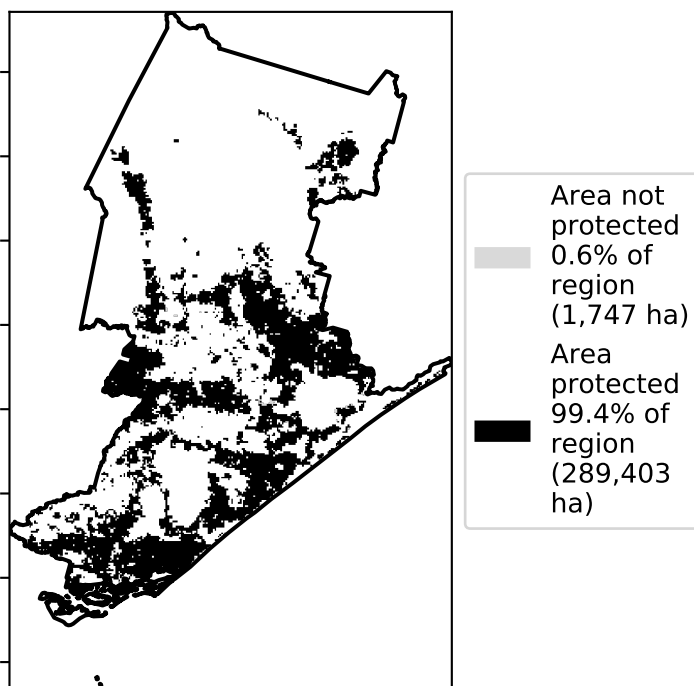 Area not
protected
0.6% of
region
(1,747 ha)
Area
protected
99.4% of
region
(289,403
ha)